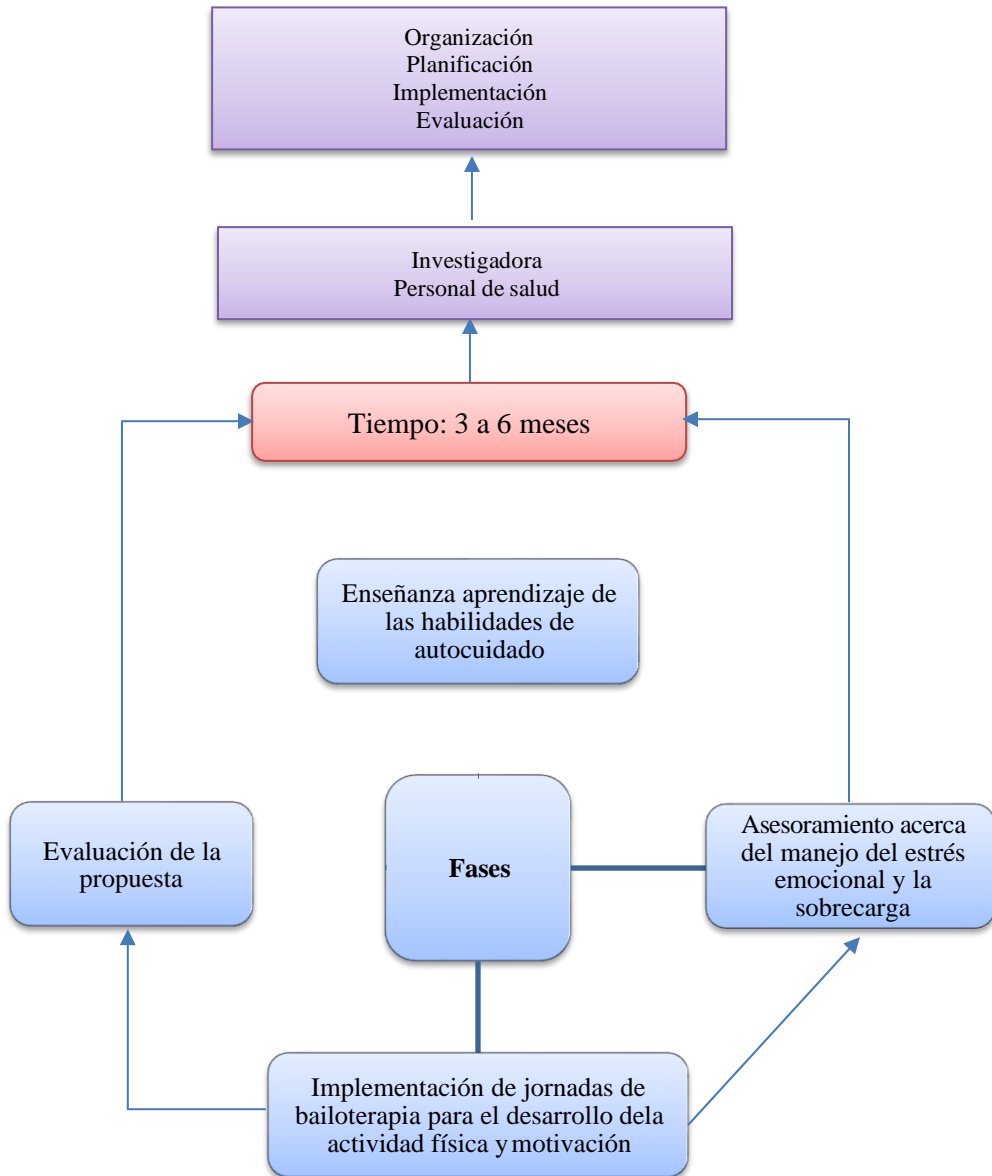 Organización
Planificación
Implementación
Evaluación
Investigadora
Personal de salud
Tiempo: 3 a 6 meses
Enseñanza aprendizaje de
las habilidades de
autocuidado
Evaluación de la
propuesta
Fases
Asesoramiento acerca
del manejo del estrés
emocional y la
sobrecarga
Implementación de jornadas de
bailoterapia para el desarrollo dela
actividad física y motivación